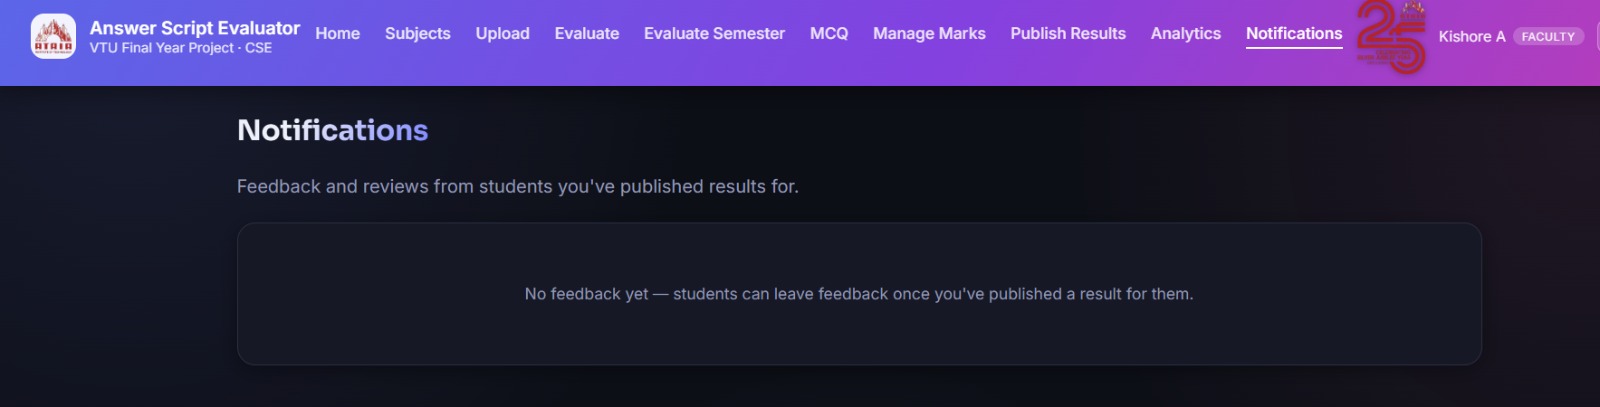 ATRIA
Answer Script Evaluator
VTU Final Year Project · CSE
Home
Subjects
Upload
Evaluate
Evaluate Semester
MCQ
Manage Marks
Publish Results
Analytics
Notifications
25
Kishore A
FACULTY
Notifications
Feedback and reviews from students you've published results for.
No feedback yet — students can leave feedback once you've published a result for them.